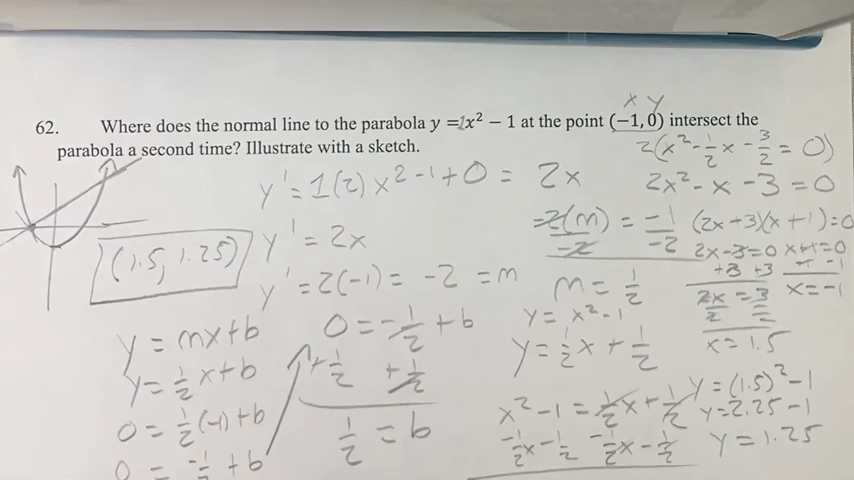 62. Where does the normal line to the parabola y = 1x² − 1 at the point (−1, 0) intersect the
parabola a second time? Illustrate with a sketch.
x y
(1.5, 1.25)
y' = 1(2)x²⁻¹ + 0 = 2x
y' = 2x
y' = 2(-1) = -2 = m
y = mx+b
y = 1/2 x + b
0 = 1/2 (-1) + b
0 = -1/2 + b
0 = -1/2 + b
+1/2 +1/2
1/2 = b
-2(m) = -1
-2 -2
m = 1/2
y = x² -1
y = 1/2 x + 1/2
x² - 1 = 1/2 x + 1/2
-1/2 x - 1/2 -1/2 x - 1/2
2(x² - 1/2 x - 3/2 = 0)
2x² - x - 3 = 0
(2x+3)(x+1) = 0
2x-3=0 x+1=0
+3 +3 -1 -1
2x = 3 x = -1
2 2
x = 1.5
y = (1.5)² - 1
y = 2.25 - 1
y = 1.25